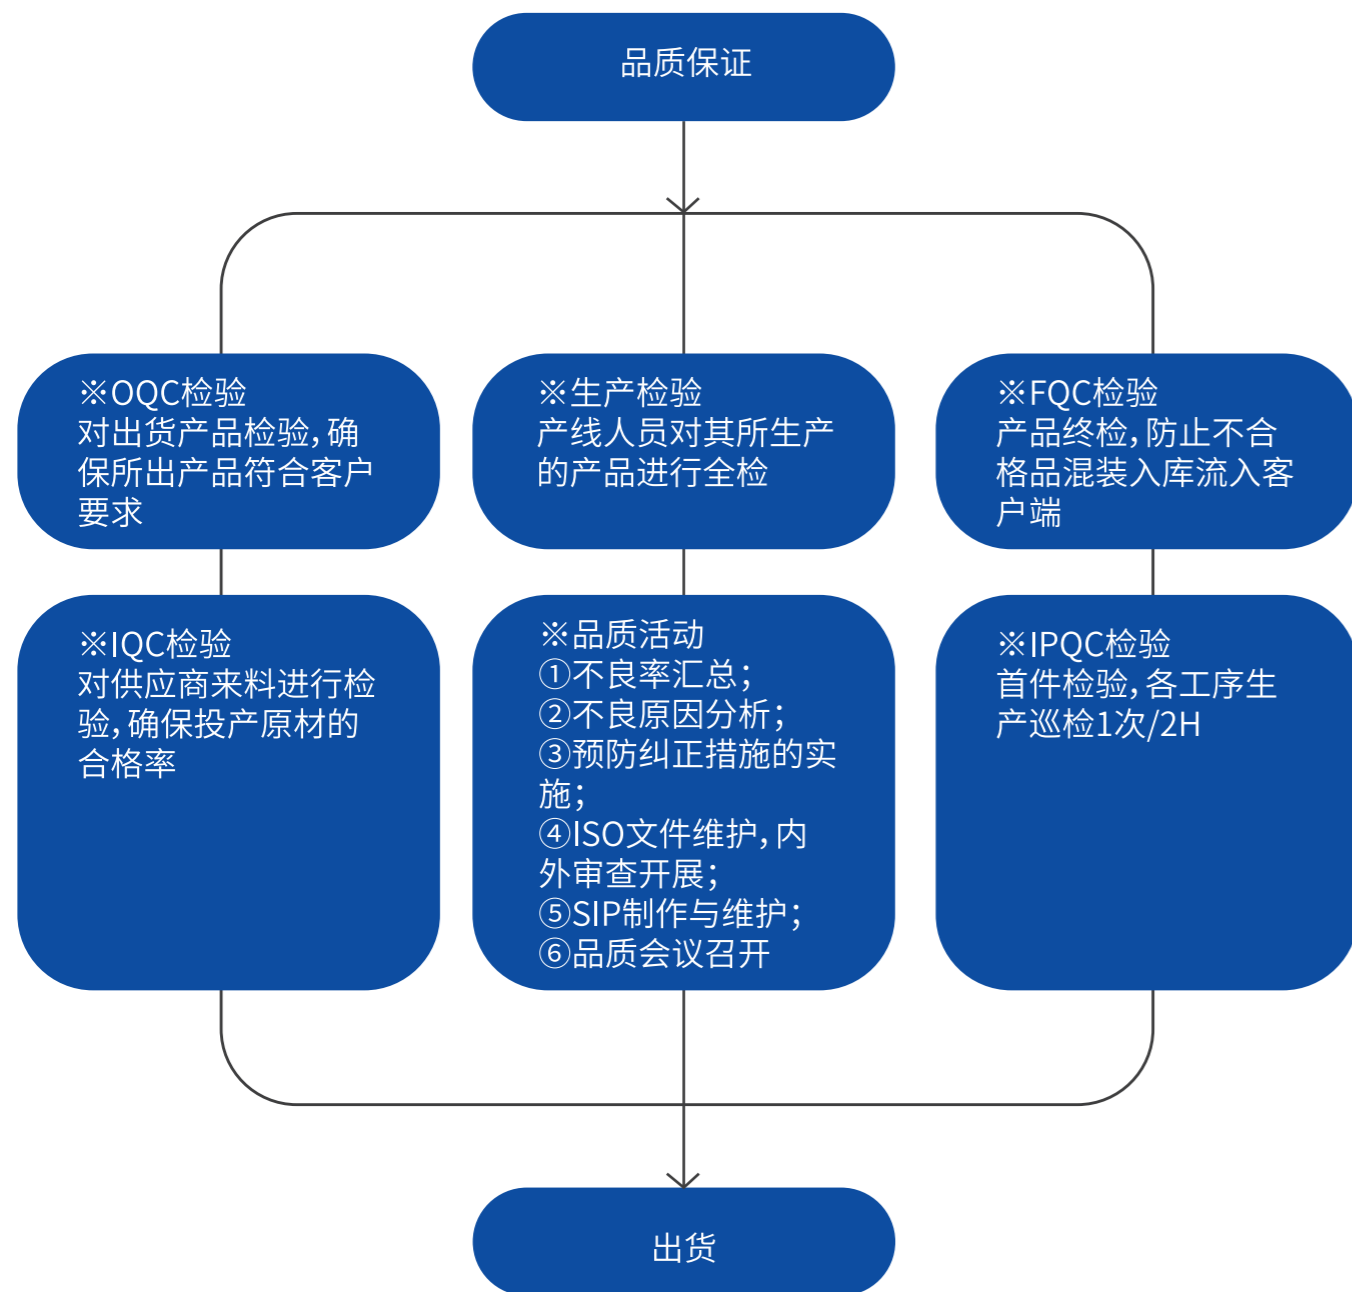 品质保证
※OQC检验
对出货产品检验，确
保所出产品符合客户
要求
※生产检验
产线人员对其所生产
的产品进行全检
※FQC检验
产品终检，防止不合
格品混装入库流入客
户端
※IQC检验
对供应商来料进行检
验，确保投产原材的
合格率
※品质活动
①不良率汇总；
②不良原因分析；
③预防纠正措施的实
施；
④ISO文件维护，内
外审查开展；
⑤SIP制作与维护；
⑥品质会议召开
※IPQC检验
首件检验，各工序生
产巡检1次/2H
出货